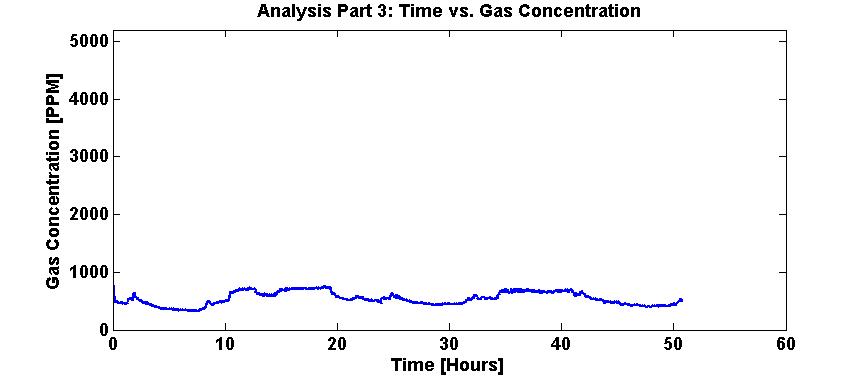 Analysis Part 3: Time vs. Gas Concentration
5000
4000
3000
2000
1000
0
Gas Concentration [PPM]
0 10 20 30 40 50 60
Time [Hours]